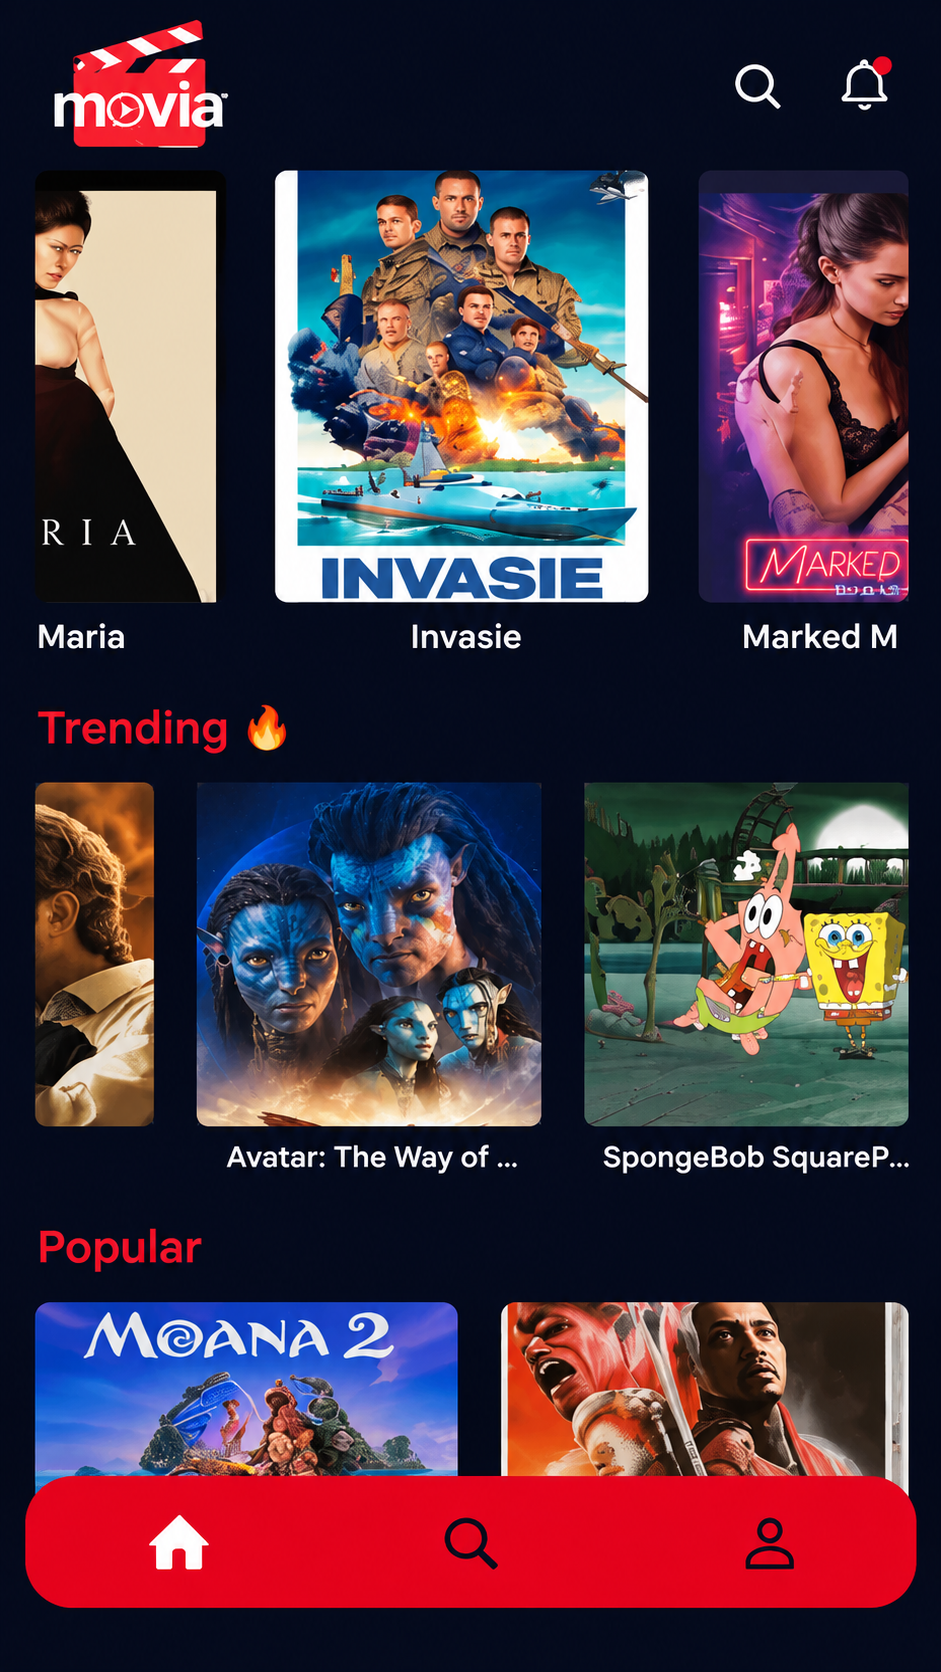 movia
RIA
INVASIE
MARKED
Maria
Invasie
Marked M
Trending 🔥
Avatar: The Way of ...
SpongeBob SquareP...
Popular
MOANA 2